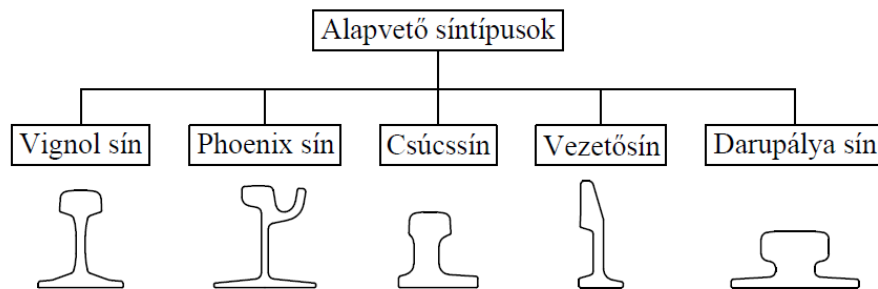 Alapvető síntípusok
Vignol sín
Phoenix sín
Csúcssín
Vezetősín
Darupálya sín